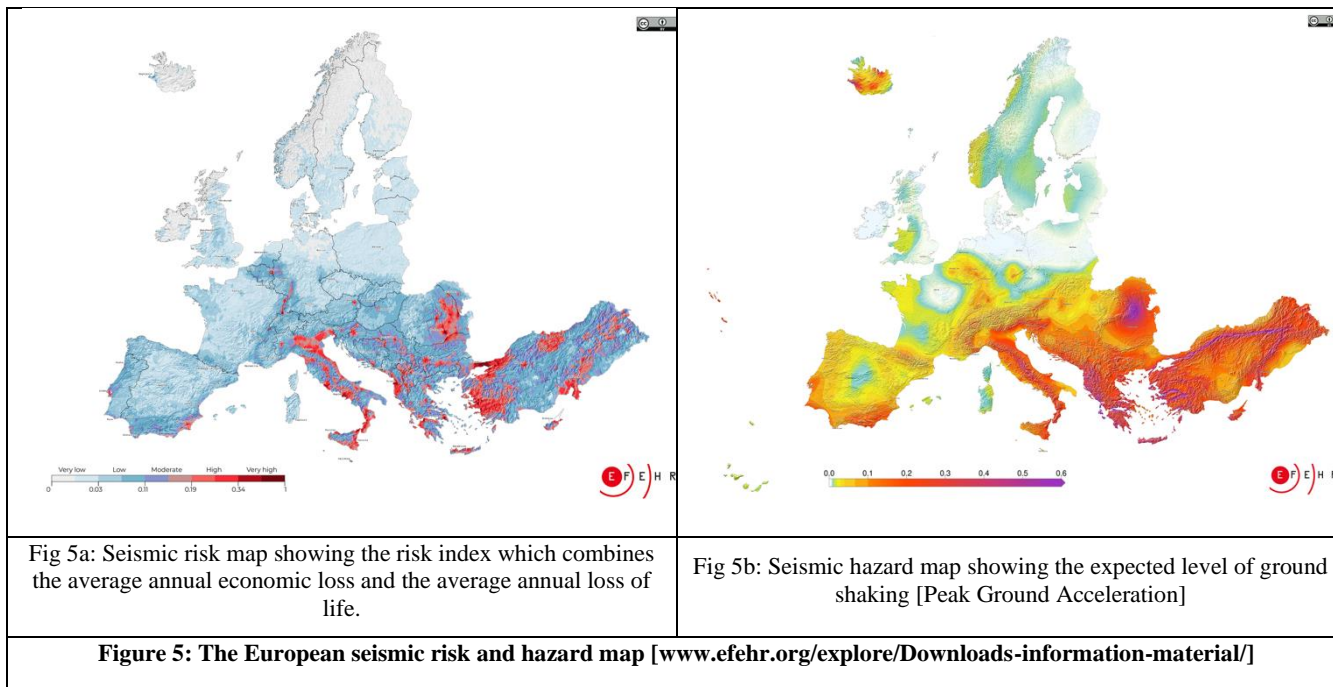 Very low Low Moderate High Very high
0 0.03 0.11 0.19 0.34 1
EFEHR
0.0 0.1 0.2 0.3 0.4 0.5 0.6
EFEHR
Fig 5a: Seismic risk map showing the risk index which combines
the average annual economic loss and the average annual loss of
life.
Fig 5b: Seismic hazard map showing the expected level of ground
shaking [Peak Ground Acceleration]
Figure 5: The European seismic risk and hazard map [www.efehr.org/explore/Downloads-information-material/]